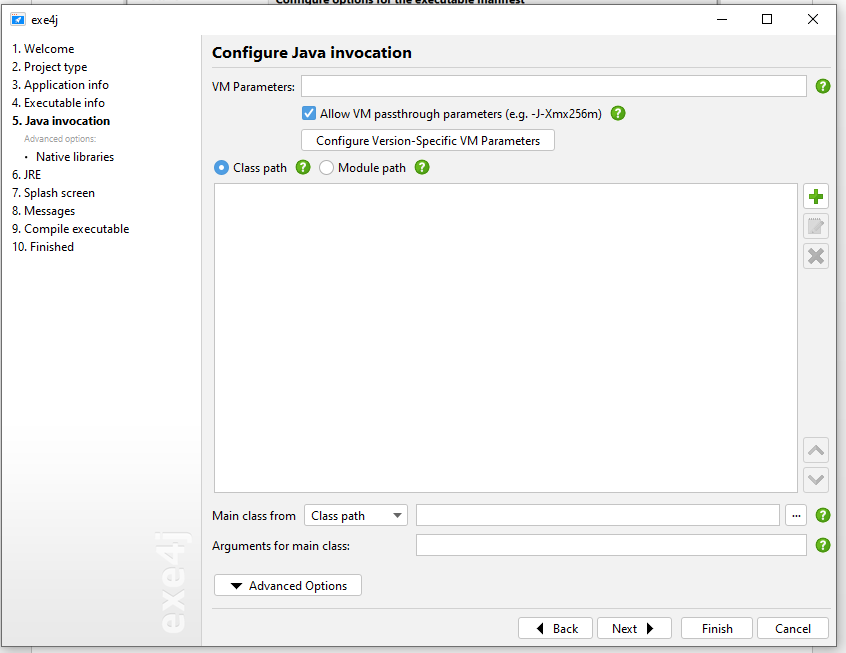 Configure options for the executable manifest
exe4j
1. Welcome
2. Project type
3. Application info
4. Executable info
5. Java invocation
Advanced options:
• Native libraries
6. JRE
7. Splash screen
8. Messages
9. Compile executable
10. Finished
exe4j
Configure Java invocation
VM Parameters:
Allow VM passthrough parameters (e.g. -J-Xmx256m)
Configure Version-Specific VM Parameters
Class path
Module path
Main class from Class path ...
Arguments for main class:
Advanced Options
Back Next Finish Cancel